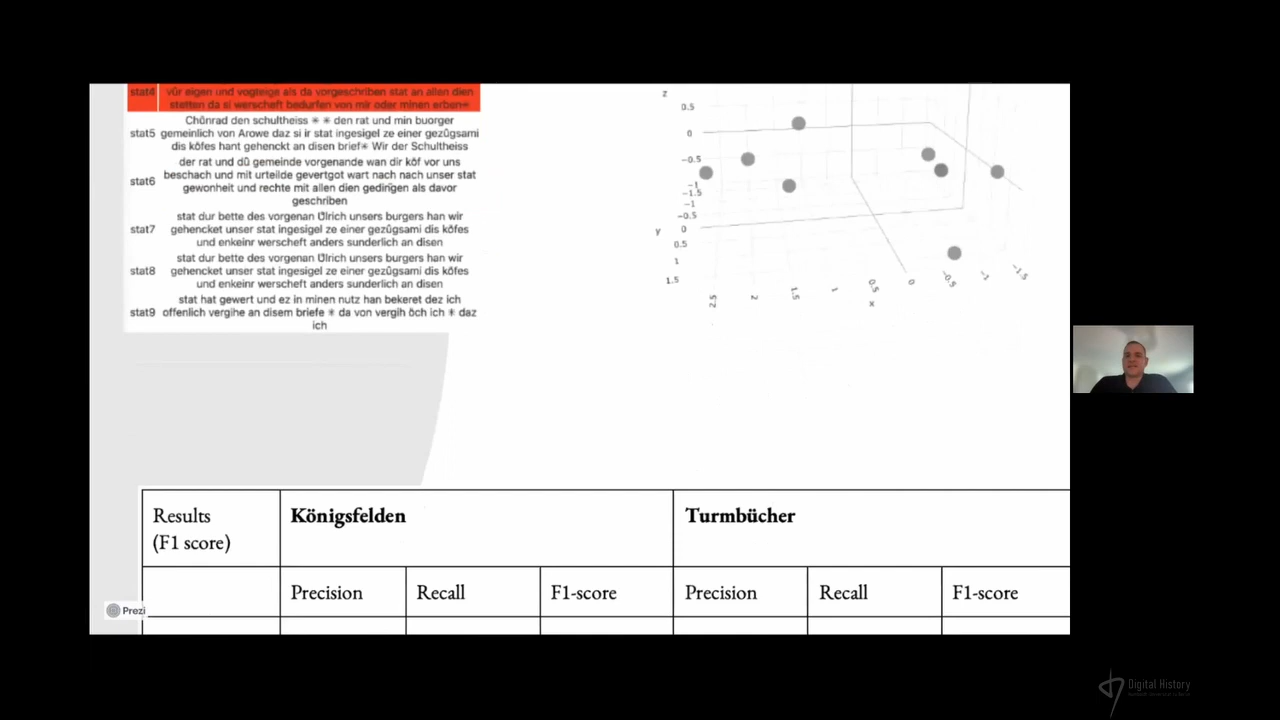 stat4 vür eigen und vogteige als da vorgeschriben stat an allen dien
stetten da si werscheft bedurfen von mir oder minen erben✳
Chůnrad den schultheiss ✳ ✳ den rat und min buorger
stat5 gemeinlich von Arowe daz si ir stat ingesigel ze einer gezůgsami
dis kôfes hant gehenckt an disen brief✳ Wir der Schultheiss
der rat und dů gemeinde vorgenande wan dir kôf vor uns
stat6 beschach und mit urteilde gevertgot wart nach nach unser stat
gewonheit und rechte mit allen dien gedingen als davor
geschriben
stat dur bette des vorgenan Ůlrich unsers burgers han wir
stat7 gehencket unser stat ingesigel ze einer gezůgsami dis kôfes
und enkeinr werscheft anders sunderlich an disen
stat dur bette des vorgenan Ůlrich unsers burgers han wir
stat8 gehencket unser stat ingesigel ze einer gezůgsami dis kôfes
und enkeinr werscheft anders sunderlich an disen
stat hat gewert und ez in minen nutz han bekeret dez ich
stat9 offenlich vergihe an disem briefe ✳ da von vergih ôch ich ✳ daz
ich
z
0.5
0
−0.5
−1
−1.5
−1
−0.5
y 0
0.5
1
1.5
2.5 2 1.5 1 0.5 0 −0.5 −1 −1.5
x
Results Königsfelden Turmbücher
(F1 score)
Precision Recall F1-score Precision Recall F1-score
Prezi
Digital History